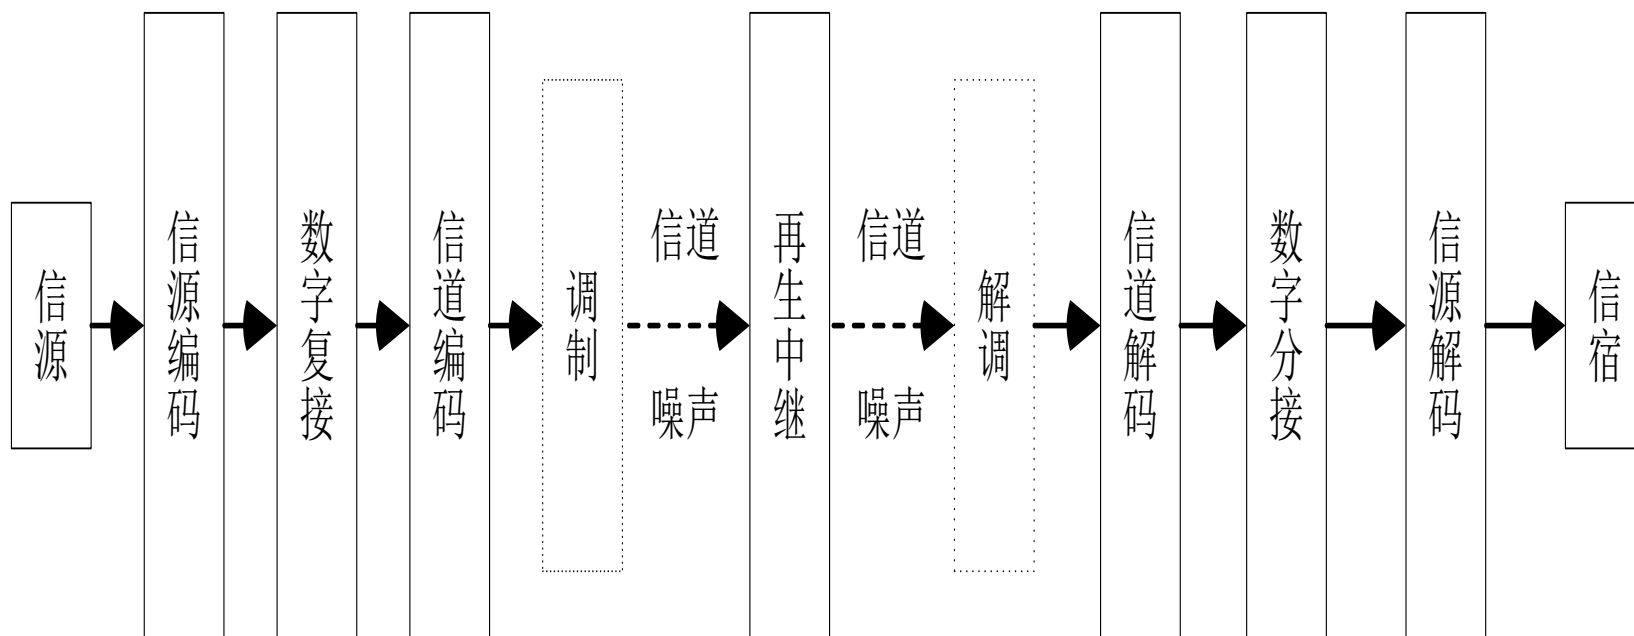 信源
信源编码
数字复接
信道编码
调制
信道
噪声
再生中继
信道
噪声
解调
信道解码
数字分接
信源解码
信宿